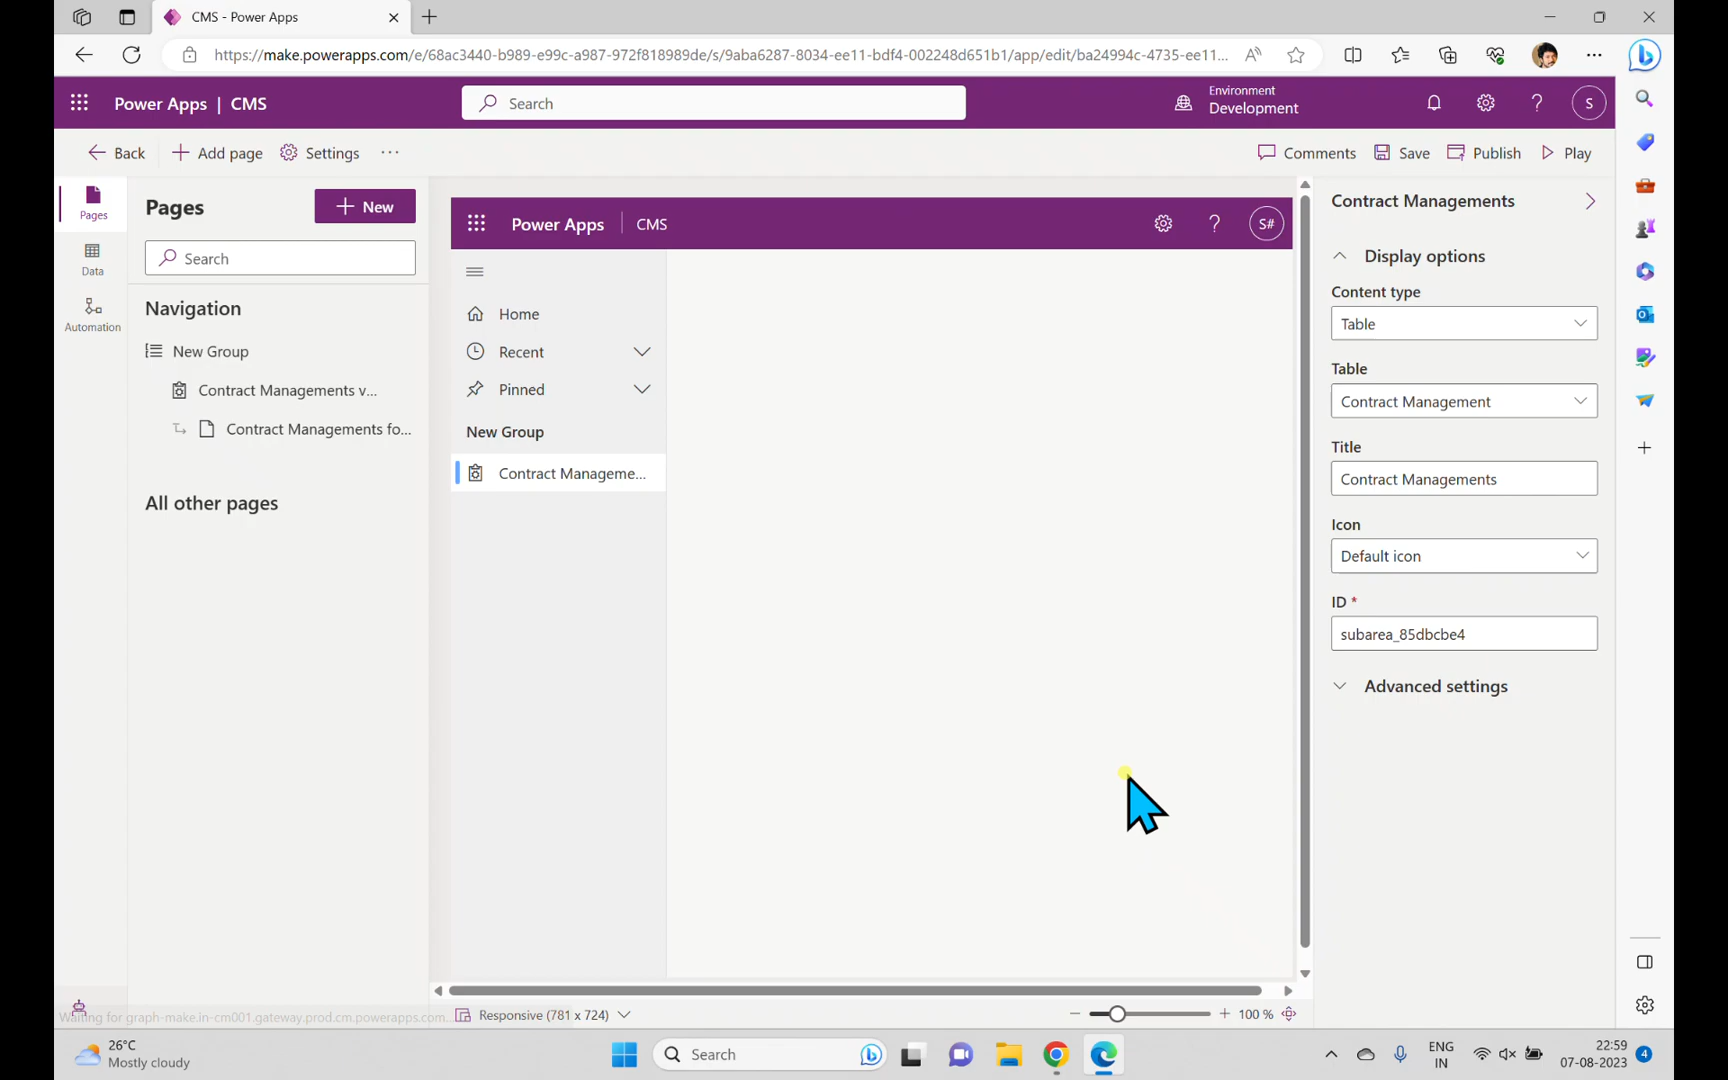 CMS - Power Apps
https://make.powerapps.com/e/68ac3440-b989-e99c-a987-972f818989de/s/9aba6287-8034-ee11-bdf4-002248d651b1/app/edit/ba24994c-4735-ee11...
Power Apps | CMS
Search
Environment
Development
S
Back
Add page
Settings
Comments
Save
Publish
Play
Pages
Data
Automation
Pages
New
Search
Navigation
New Group
Contract Managements v...
Contract Managements fo...
All other pages
Power Apps
CMS
S#
Home
Recent
Pinned
New Group
Contract Manageme...
Contract Managements
Display options
Content type
Table
Table
Contract Management
Title
Contract Managements
Icon
Default icon
ID *
subarea_85dbcbe4
Advanced settings
Waiting for graph-make.in-cm001.gateway.prod.cm.powerapps.com...
Responsive (781 x 724)
100 %
26°C
Mostly cloudy
Search
ENG
IN
22:59
07-08-2023
4